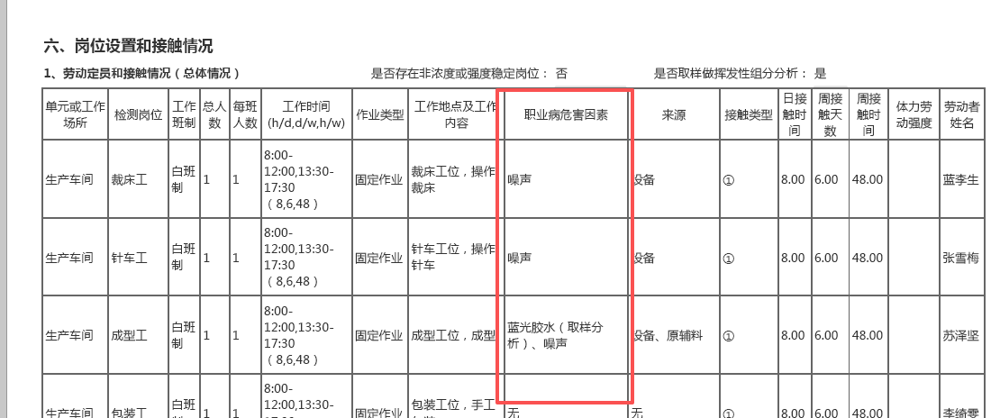 六、岗位设置和接触情况
1、劳动定员和接触情况（总体情况） 是否存在非浓度或强度稳定岗位： 否 是否取样做挥发性组分分析： 是
单元或工作场所 检测岗位 工作班制 总人数 每班人数 工作时间(h/d,d/w,h/w) 作业类型 工作地点及工作内容 职业病危害因素 来源 接触类型 日接触时间 周接触天数 周接触时间 体力劳动强度 劳动者姓名
生产车间 裁床工 白班制 1 1 8:00-12:00,13:30-17:30（8,6,48） 固定作业 裁床工位，操作裁床 噪声 设备 ① 8.00 6.00 48.00 蓝李生
生产车间 针车工 白班制 1 1 8:00-12:00,13:30-17:30（8,6,48） 固定作业 针车工位，操作针车 噪声 设备 ① 8.00 6.00 48.00 张雪梅
生产车间 成型工 白班制 1 1 8:00-12:00,13:30-17:30（8,6,48） 固定作业 成型工位，成型 蓝光胶水（取样分析）、噪声 设备、原辅料 ① 8.00 6.00 48.00 苏泽坚
生产车间 包装工 白班 1 1 8:00-12:00,13:30- 固定作业 包装工位，手工 无 无 ① 8.00 6.00 48.00 李绮雯